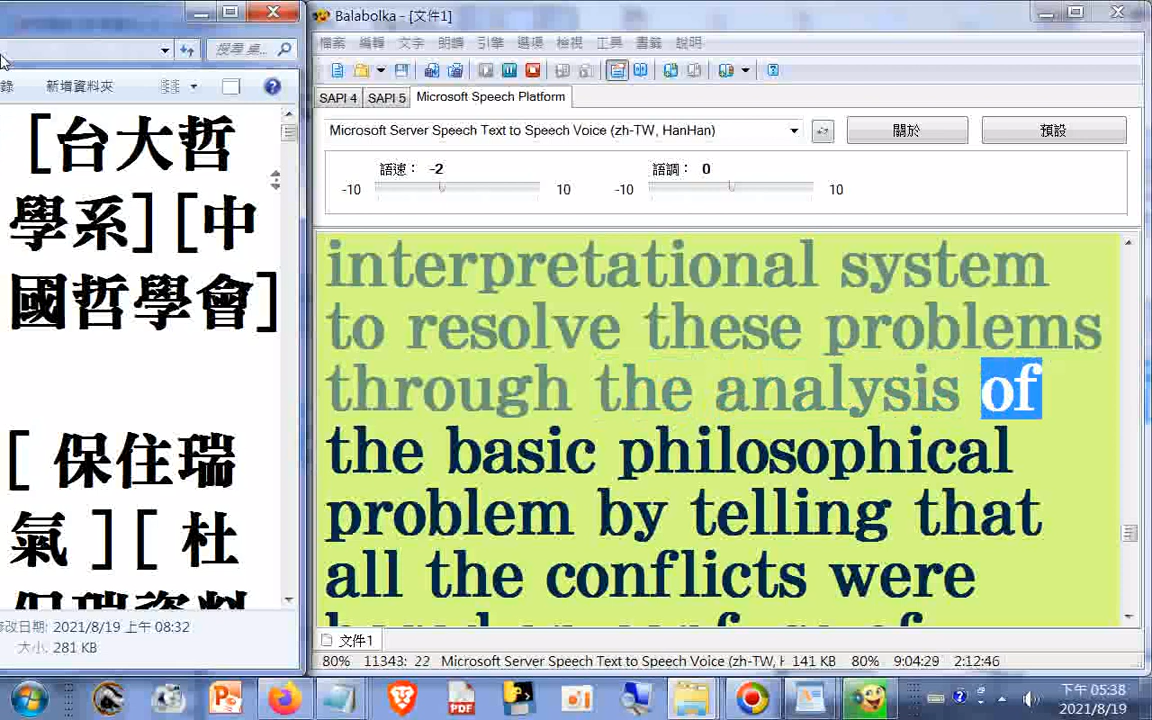 Balabolka - [文件1]
搜尋 桌...
檔案 編輯 文字 朗讀 引擎 選項 檢視 工具 書籤 說明
錄 新增資料夾
SAPI 4 SAPI 5 Microsoft Speech Platform
Microsoft Server Speech Text to Speech Voice (zh-TW, HanHan) 關於 預設
語速： -2 語調： 0
-10 10 -10 10
[台大哲
學系][中
國哲學會]
[ 保住瑞
氣 ][ 杜
保瑞資料
interpretational system
to resolve these problems
through the analysis of
the basic philosophical
problem by telling that
all the conflicts were
修改日期: 2021/8/19 上午 08:32
大小: 281 KB
文件1
80% 11343: 22 Microsoft Server Speech Text to Speech Voice (zh-TW, H 141 KB 80% 9:04:29 2:12:46
PDF
下午 05:38
2021/8/19